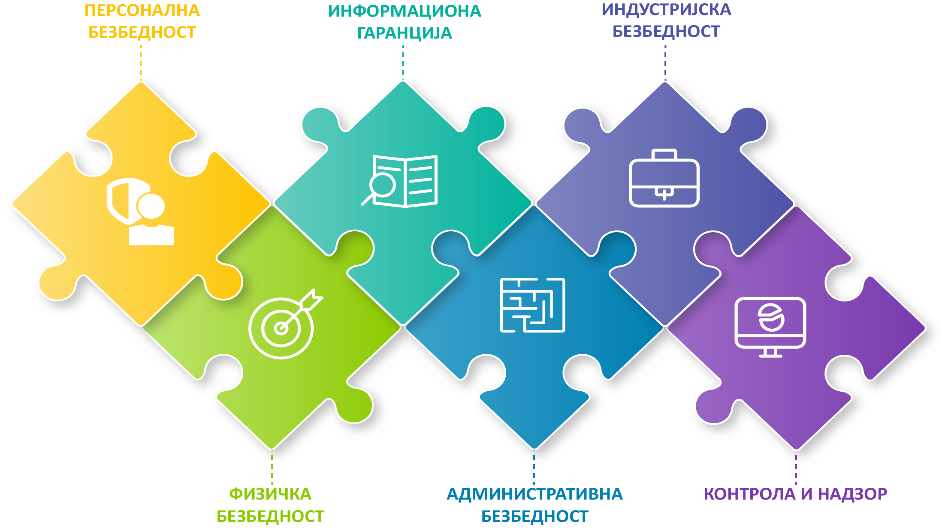 ПЕРСОНАЛНА
БЕЗБЕДНОСТ
ИНФОРМАЦИОНА
ГАРАНЦИЈА
ИНДУСТРИЈСКА
БЕЗБЕДНОСТ
ФИЗИЧКА
БЕЗБЕДНОСТ
АДМИНИСТРАТИВНА
БЕЗБЕДНОСТ
КОНТРОЛА И НАДЗОР